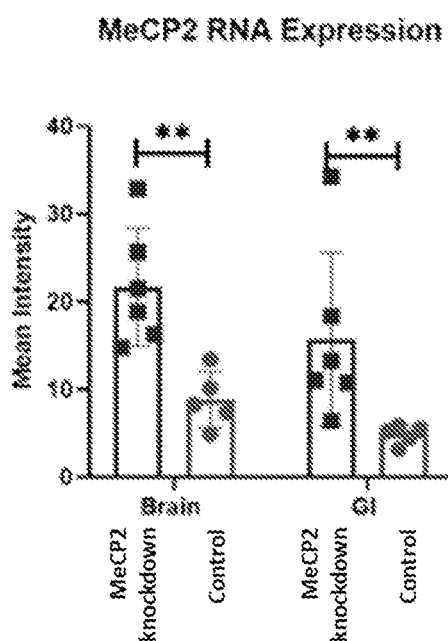 MeCP2 RNA Expression
Mean Intensity
40
30
20
10
0
**
**
Brain
GI
MeCP2
knockdown
Control
MeCP2
knockdown
Control